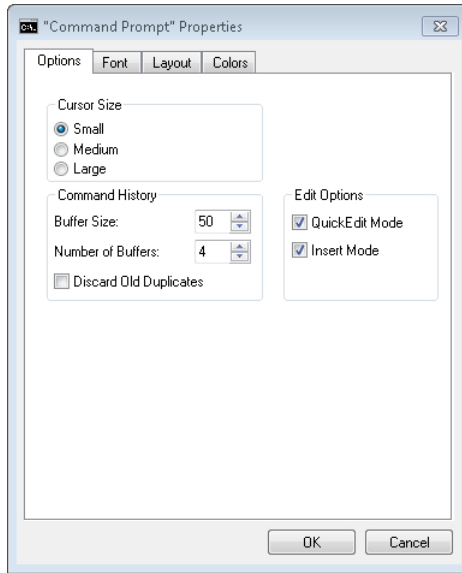 "Command Prompt" Properties
Options Font Layout Colors
Cursor Size
Small
Medium
Large
Command History
Buffer Size: 50
Number of Buffers: 4
Discard Old Duplicates
Edit Options
QuickEdit Mode
Insert Mode
OK Cancel